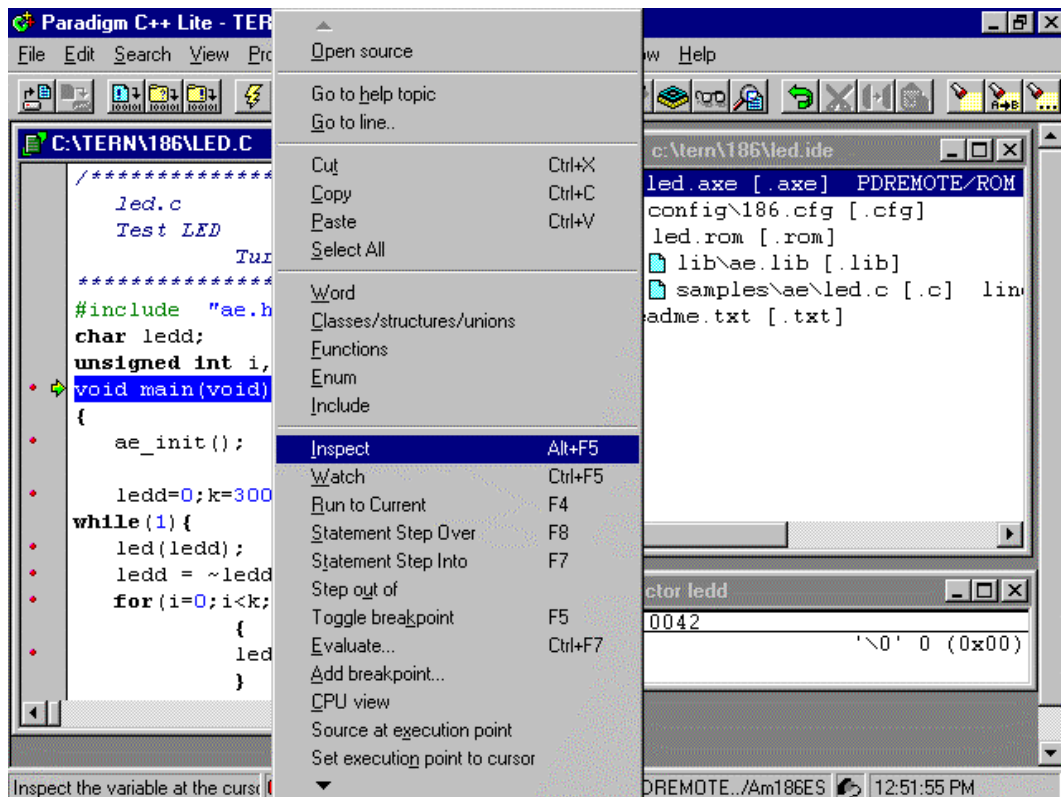 Paradigm C++ Lite - TER
File Edit Search View Pro
w Help
C:\TERN\186\LED.C
/**************
led.c
Test LED
Tur
***************
#include "ae.h
char ledd;
unsigned int i,
void main(void)
{
ae_init();
ledd=0;k=300
while(1){
led(ledd);
ledd = ~ledd
for(i=0;i<k;
{
led
}
Open source
Go to help topic
Go to line..
Cut Ctrl+X
Copy Ctrl+C
Paste Ctrl+V
Select All
Word
Classes/structures/unions
Functions
Enum
Include
Inspect Alt+F5
Watch Ctrl+F5
Run to Current F4
Statement Step Over F8
Statement Step Into F7
Step out of
Toggle breakpoint F5
Evaluate... Ctrl+F7
Add breakpoint...
CPU view
Source at execution point
Set execution point to cursor
c:\tern\186\led.ide
led.axe [.axe] PDREMOTE/ROM
config\186.cfg [.cfg]
led.rom [.rom]
lib\ae.lib [.lib]
samples\ae\led.c [.c] line
eadme.txt [.txt]
ctor ledd
0042
'\0' 0 (0x00)
Inspect the variable at the curso
DREMOTE../Am186ES 12:51:55 PM